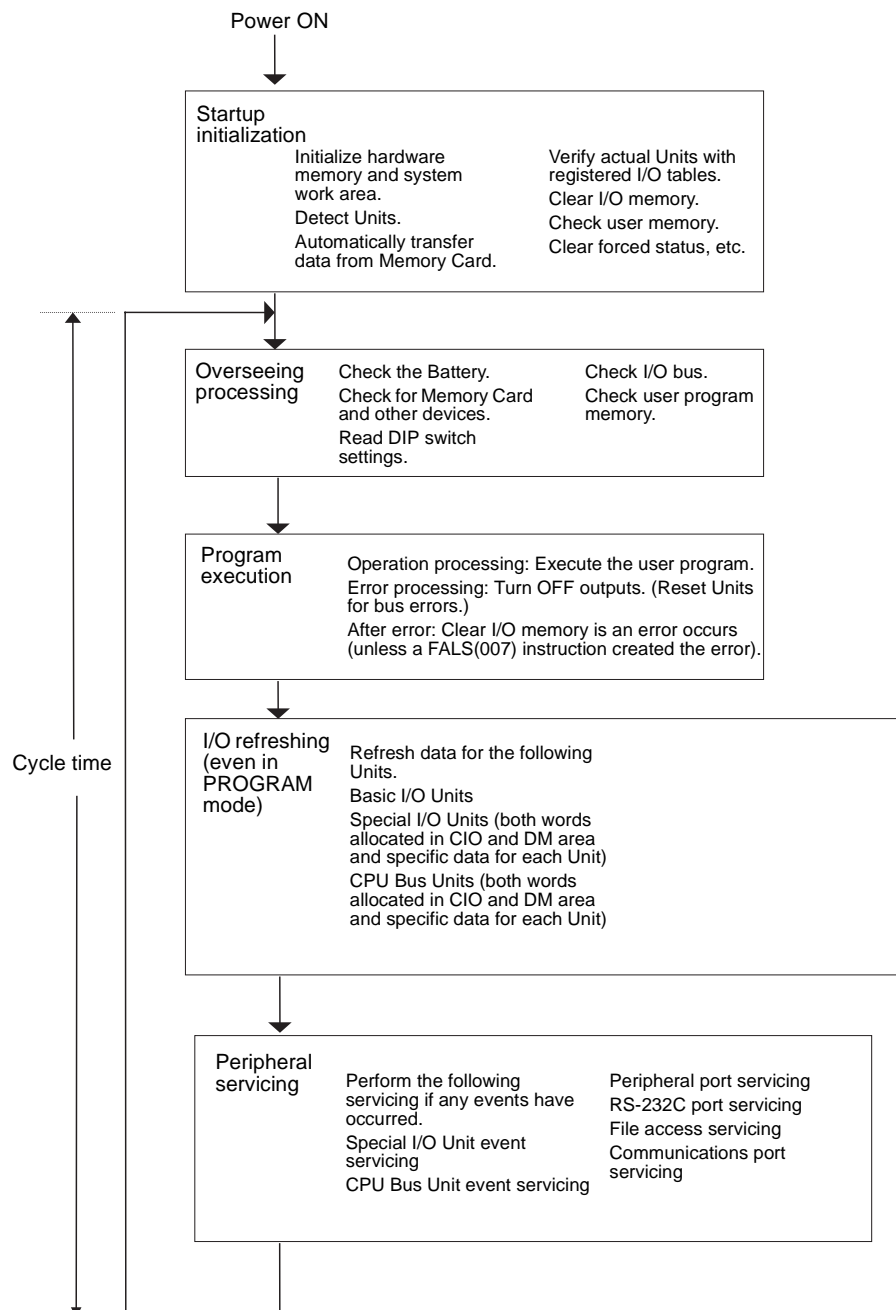 Power ON
Startup
initialization
Initialize hardware
memory and system
work area.
Detect Units.
Automatically transfer
data from Memory Card.
Verify actual Units with
registered I/O tables.
Clear I/O memory.
Check user memory.
Clear forced status, etc.
Overseeing
processing
Check the Battery.
Check for Memory Card
and other devices.
Read DIP switch
settings.
Check I/O bus.
Check user program
memory.
Program
execution
Operation processing: Execute the user program.
Error processing: Turn OFF outputs. (Reset Units
for bus errors.)
After error: Clear I/O memory is an error occurs
(unless a FALS(007) instruction created the error).
Cycle time
I/O refreshing
(even in
PROGRAM
mode)
Refresh data for the following
Units.
Basic I/O Units
Special I/O Units (both words
allocated in CIO and DM area
and specific data for each Unit)
CPU Bus Units (both words
allocated in CIO and DM area
and specific data for each Unit)
Peripheral
servicing
Perform the following
servicing if any events have
occurred.
Special I/O Unit event
servicing
CPU Bus Unit event servicing
Peripheral port servicing
RS-232C port servicing
File access servicing
Communications port
servicing